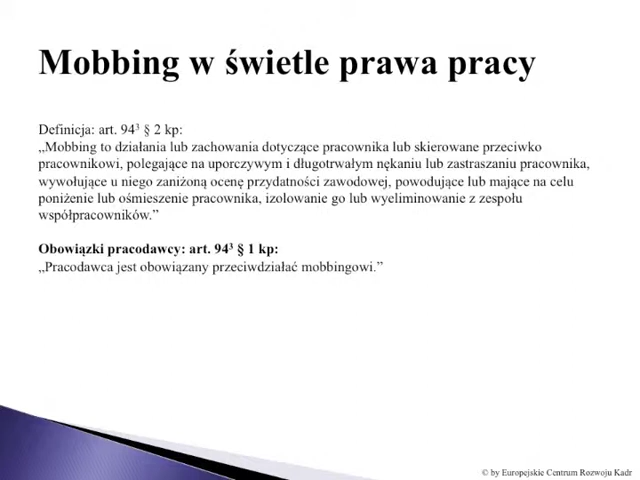 Mobbing w świetle prawa pracy
Definicja: art. 94³ § 2 kp:
„Mobbing to działania lub zachowania dotyczące pracownika lub skierowane przeciwko
pracownikowi, polegające na uporczywym i długotrwałym nękaniu lub zastraszaniu pracownika,
wywołujące u niego zaniżoną ocenę przydatności zawodowej, powodujące lub mające na celu
poniżenie lub ośmieszenie pracownika, izolowanie go lub wyeliminowanie z zespołu
współpracowników.”
Obowiązki pracodawcy: art. 94³ § 1 kp:
„Pracodawca jest obowiązany przeciwdziałać mobbingowi.”
© by Europejskie Centrum Rozwoju Kadr